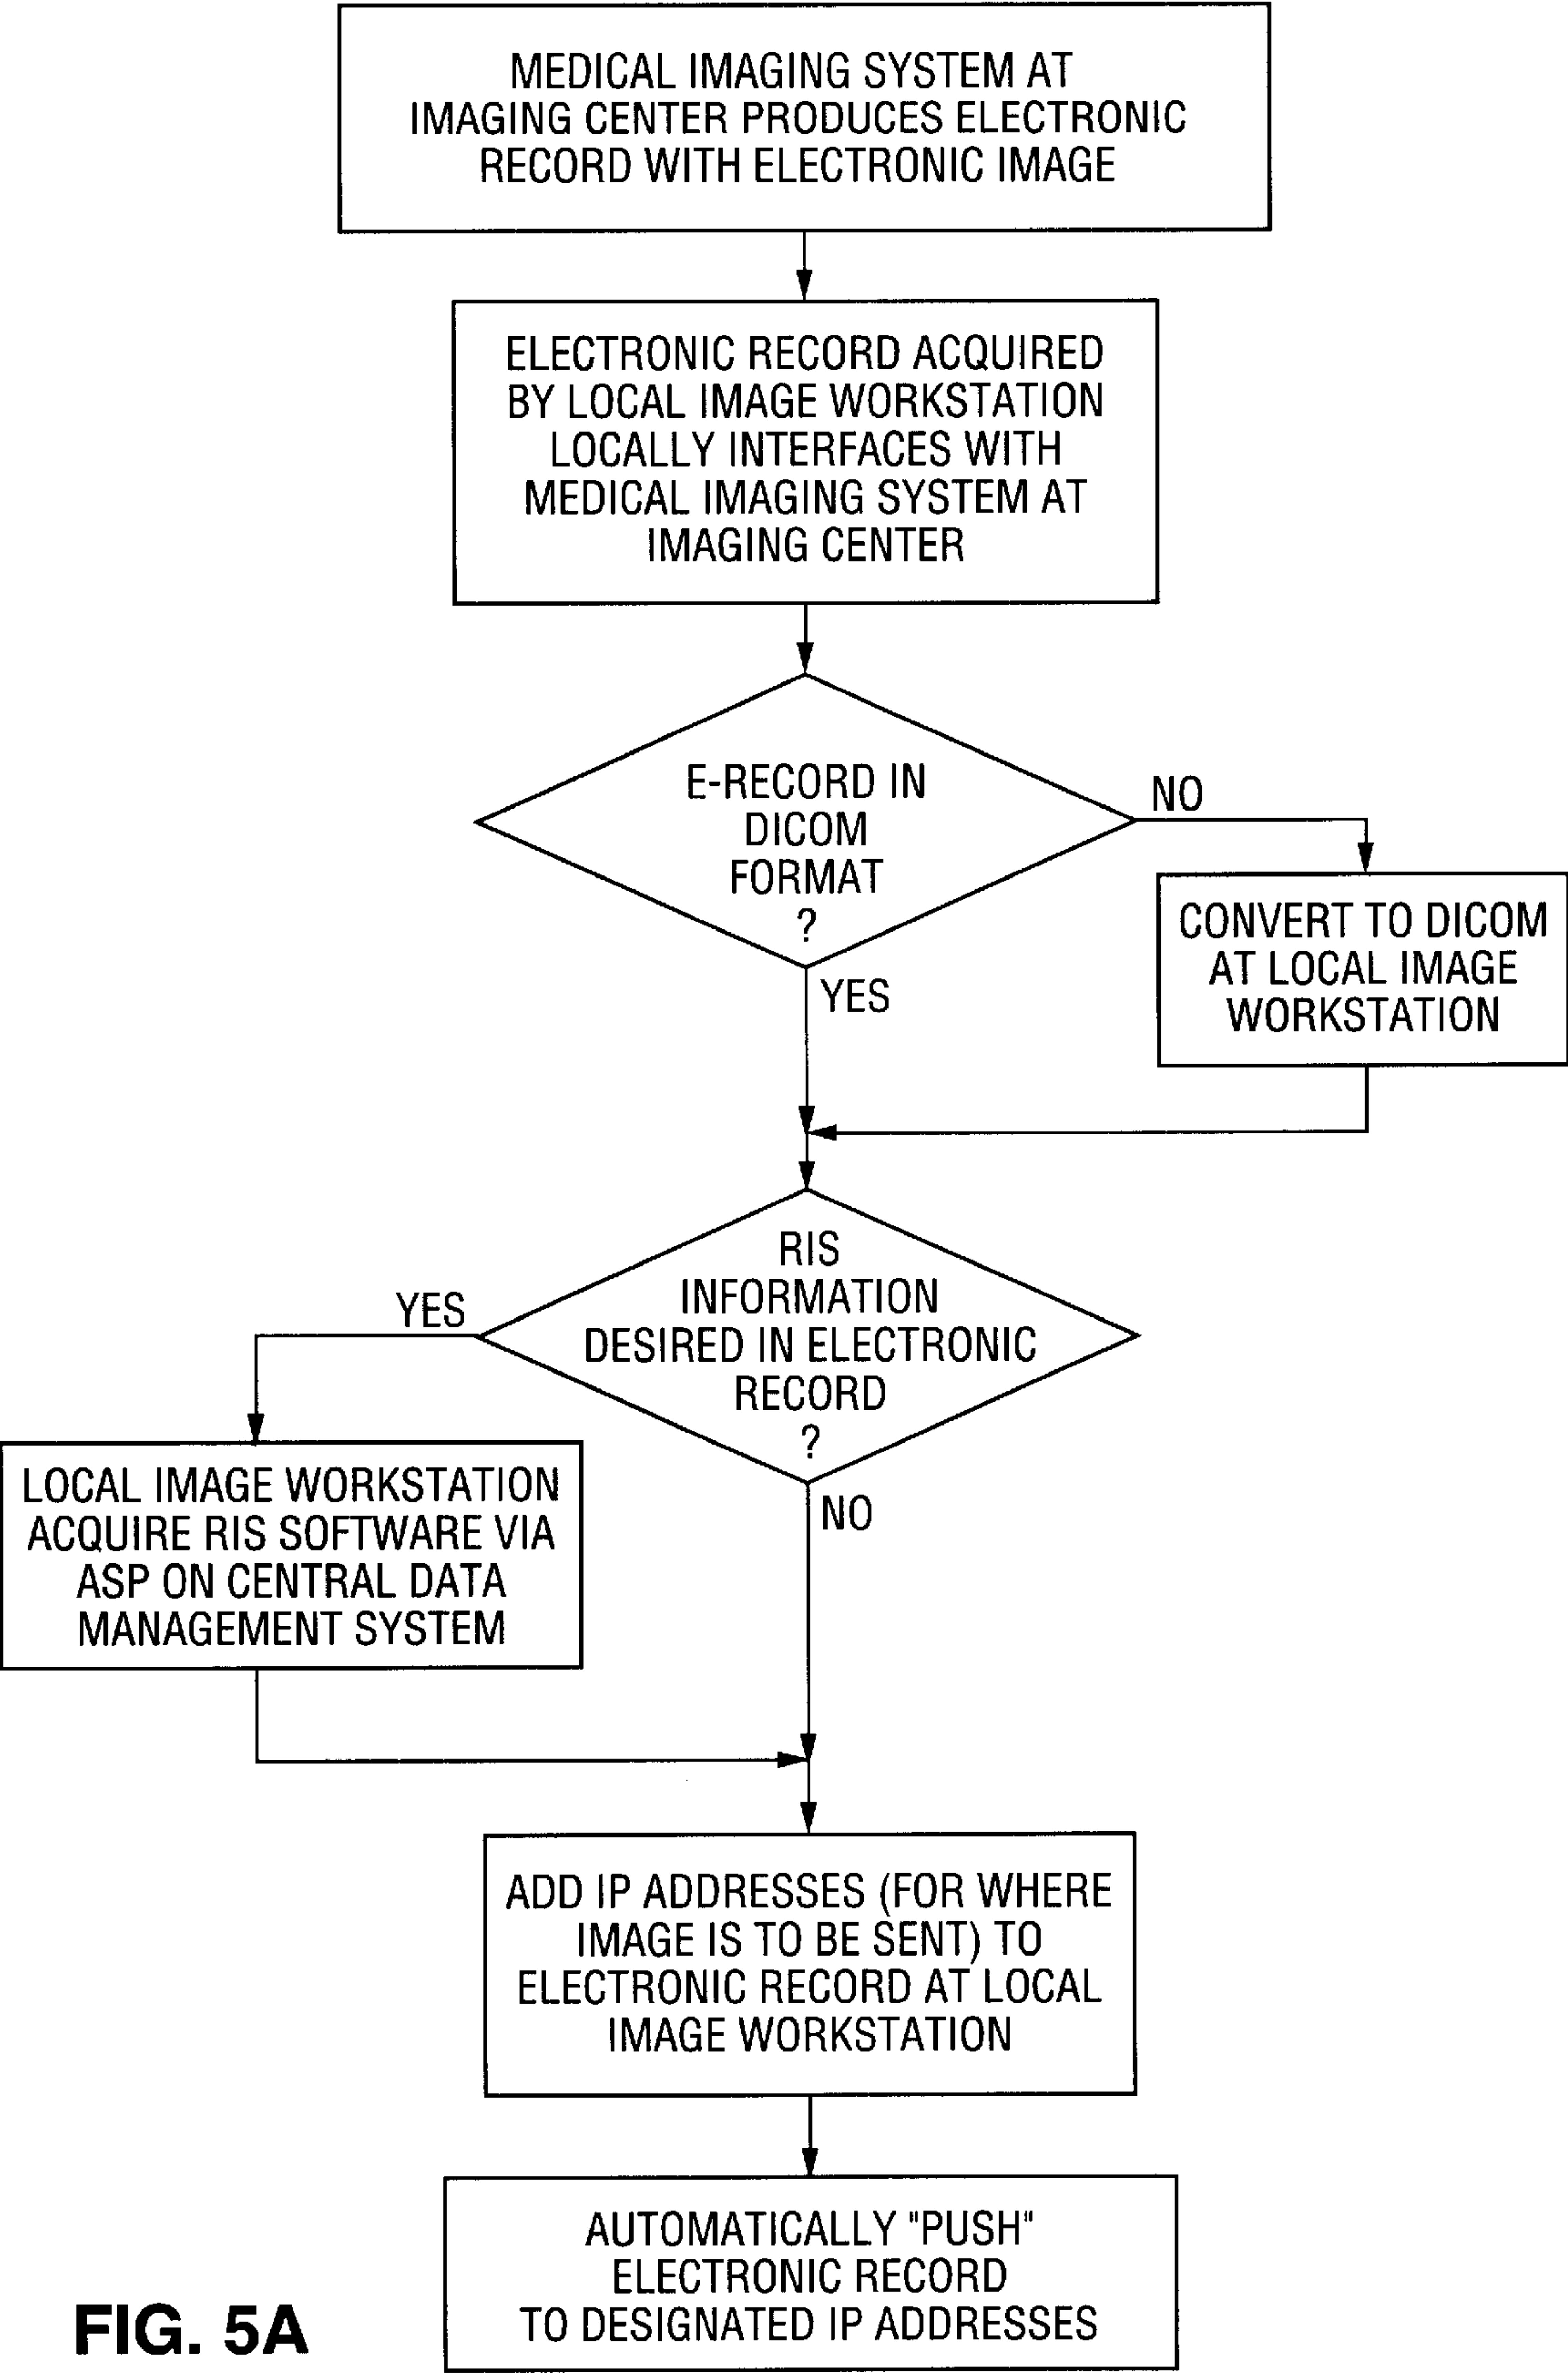 MEDICAL IMAGING SYSTEM AT
IMAGING CENTER PRODUCES ELECTRONIC
RECORD WITH ELECTRONIC IMAGE
ELECTRONIC RECORD ACQUIRED
BY LOCAL IMAGE WORKSTATION
LOCALLY INTERFACES WITH
MEDICAL IMAGING SYSTEM AT
IMAGING CENTER
E-RECORD IN
DICOM
FORMAT
?
NO
CONVERT TO DICOM
AT LOCAL IMAGE
WORKSTATION
YES
RIS
INFORMATION
DESIRED IN ELECTRONIC
RECORD
?
YES
LOCAL IMAGE WORKSTATION
ACQUIRE RIS SOFTWARE VIA
ASP ON CENTRAL DATA
MANAGEMENT SYSTEM
NO
ADD IP ADDRESSES (FOR WHERE
IMAGE IS TO BE SENT) TO
ELECTRONIC RECORD AT LOCAL
IMAGE WORKSTATION
AUTOMATICALLY "PUSH"
ELECTRONIC RECORD
TO DESIGNATED IP ADDRESSES
FIG. 5A